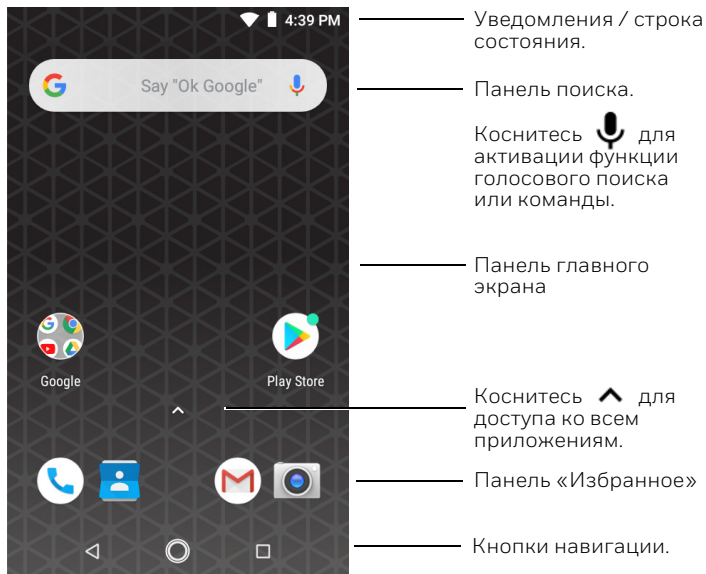 4:39 PM
Уведомления / строка
состояния.
Say "Ok Google"
Панель поиска.
Коснитесь для
активации функции
голосового поиска
или команды.
Панель главного
экрана
Google
Play Store
Коснитесь для
доступа ко всем
приложениям.
Панель «Избранное»
Кнопки навигации.